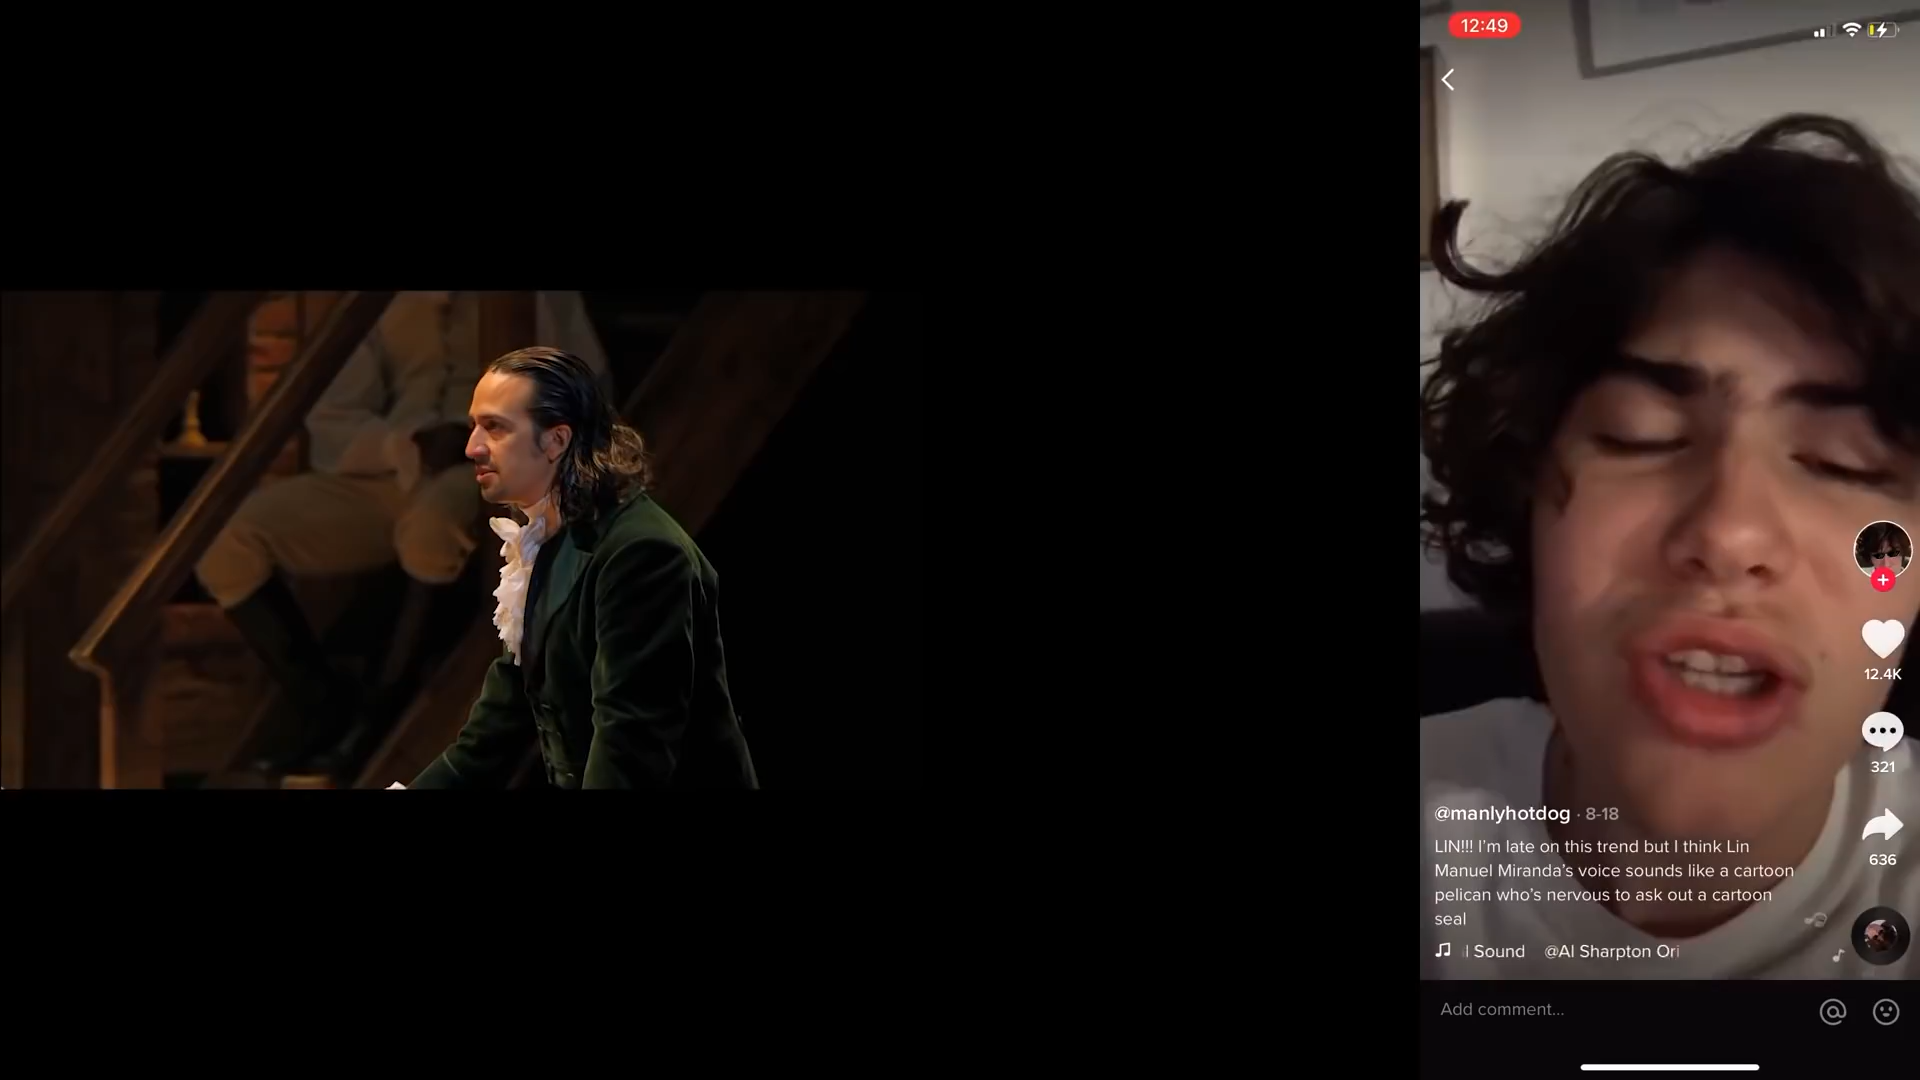 12:49
12.4K
321
636
@manlyhotdog · 8-18
LIN!!! I'm late on this trend but I think Lin
Manuel Miranda's voice sounds like a cartoon
pelican who's nervous to ask out a cartoon
seal
l Sound @Al Sharpton Ori
Add comment...